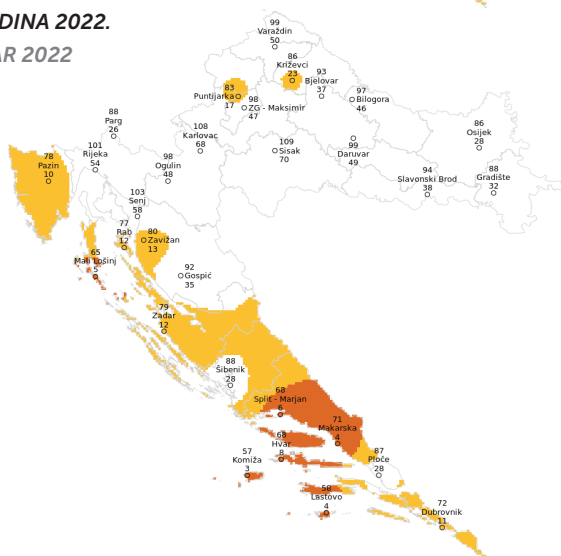 DINA 2022.
AR 2022
99
Varaždin
50
86
Križevci
23
93
Bjelovar
37
83
Puntijarka
17
98
ZG - Maksimir
47
97
Bilogora
46
88
Parg
26
108
Karlovac
68
86
Osijek
28
101
Rijeka
54
78
Pazin
10
98
Ogulin
48
109
Sisak
70
99
Daruvar
49
94
Slavonski Brod
38
88
Gradište
32
103
Senj
58
77
Rab
12
80
Zavižan
13
65
Mali Lošinj
5
92
Gospić
35
79
Zadar
12
88
Šibenik
28
68
Split - Marjan
6
71
Makarska
4
68
Hvar
8
87
Ploče
28
57
Komiža
3
58
Lastovo
4
72
Dubrovnik
11